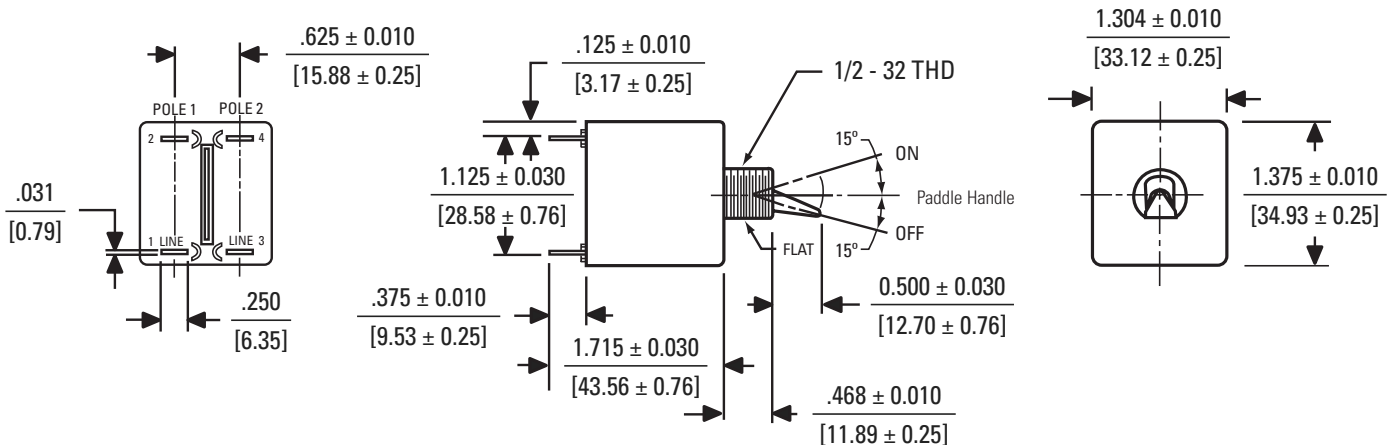 .625 ± 0.010
[15.88 ± 0.25]
POLE 1 POLE 2
2 4
1 LINE LINE 3
.031
[0.79]
.250
[6.35]
.125 ± 0.010
[3.17 ± 0.25]
1/2 - 32 THD
1.125 ± 0.030
[28.58 ± 0.76]
15º
ON
Paddle Handle
OFF
15º
FLAT
.375 ± 0.010
[9.53 ± 0.25]
1.715 ± 0.030
[43.56 ± 0.76]
0.500 ± 0.030
[12.70 ± 0.76]
.468 ± 0.010
[11.89 ± 0.25]
1.304 ± 0.010
[33.12 ± 0.25]
1.375 ± 0.010
[34.93 ± 0.25]